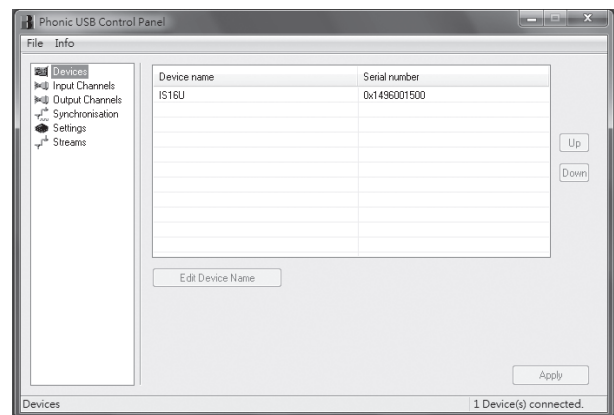 Phonic USB Control Panel
File Info
Devices
Input Channels
Output Channels
Synchronisation
Settings
Streams
Device name Serial number
IS16U 0x1496001500
Up
Down
Edit Device Name
Apply
Devices 1 Device(s) connected.